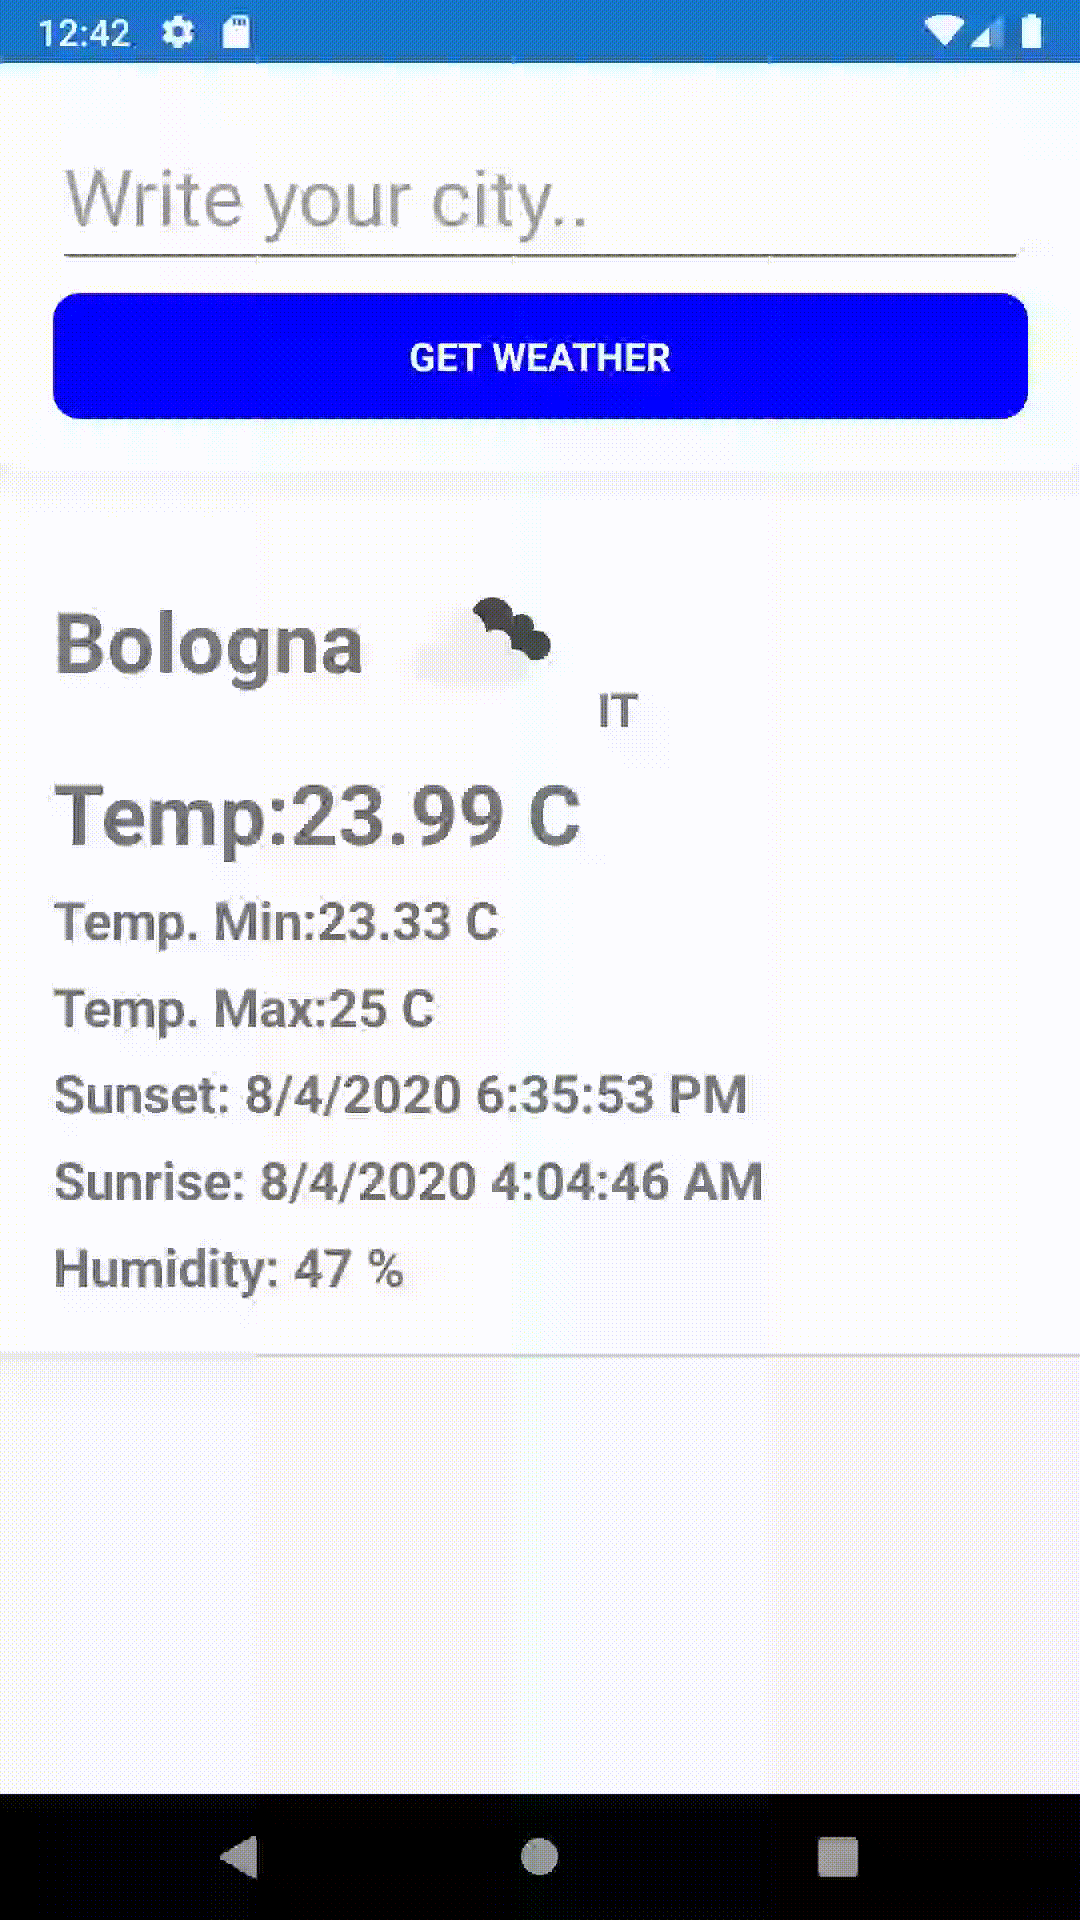 12:42
Write your city..
GET WEATHER
Bologna
IT
Temp:23.99 C
Temp. Min:23.33 C
Temp. Max:25 C
Sunset: 8/4/2020 6:35:53 PM
Sunrise: 8/4/2020 4:04:46 AM
Humidity: 47 %